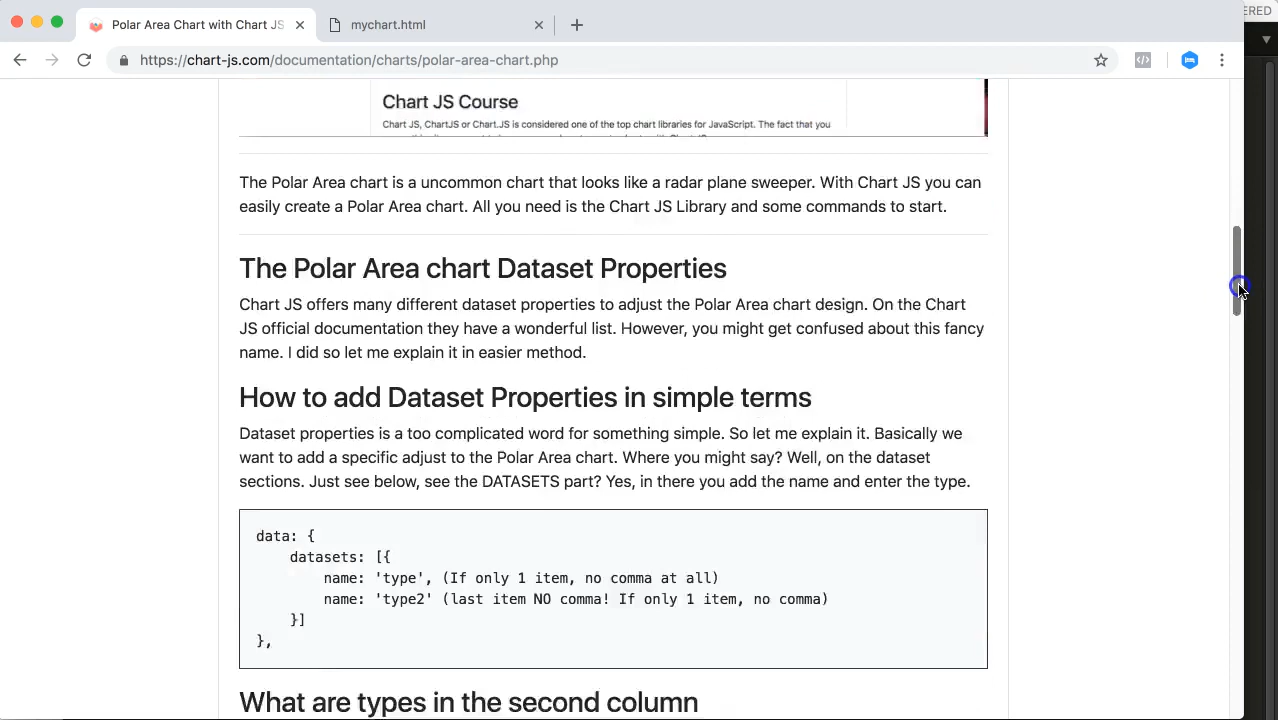 Polar Area Chart with Chart JS
mychart.html
ERED
https://chart-js.com/documentation/charts/polar-area-chart.php
Chart JS Course
Chart JS, ChartJS or Chart.JS is considered one of the top chart libraries for JavaScript. The fact that you
The Polar Area chart is a uncommon chart that looks like a radar plane sweeper. With Chart JS you can
easily create a Polar Area chart. All you need is the Chart JS Library and some commands to start.
The Polar Area chart Dataset Properties
Chart JS offers many different dataset properties to adjust the Polar Area chart design. On the Chart
JS official documentation they have a wonderful list. However, you might get confused about this fancy
name. I did so let me explain it in easier method.
How to add Dataset Properties in simple terms
Dataset properties is a too complicated word for something simple. So let me explain it. Basically we
want to add a specific adjust to the Polar Area chart. Where you might say? Well, on the dataset
sections. Just see below, see the DATASETS part? Yes, in there you add the name and enter the type.
data: {
datasets: [{
name: 'type', (If only 1 item, no comma at all)
name: 'type2' (last item NO comma! If only 1 item, no comma)
}]
},
What are types in the second column